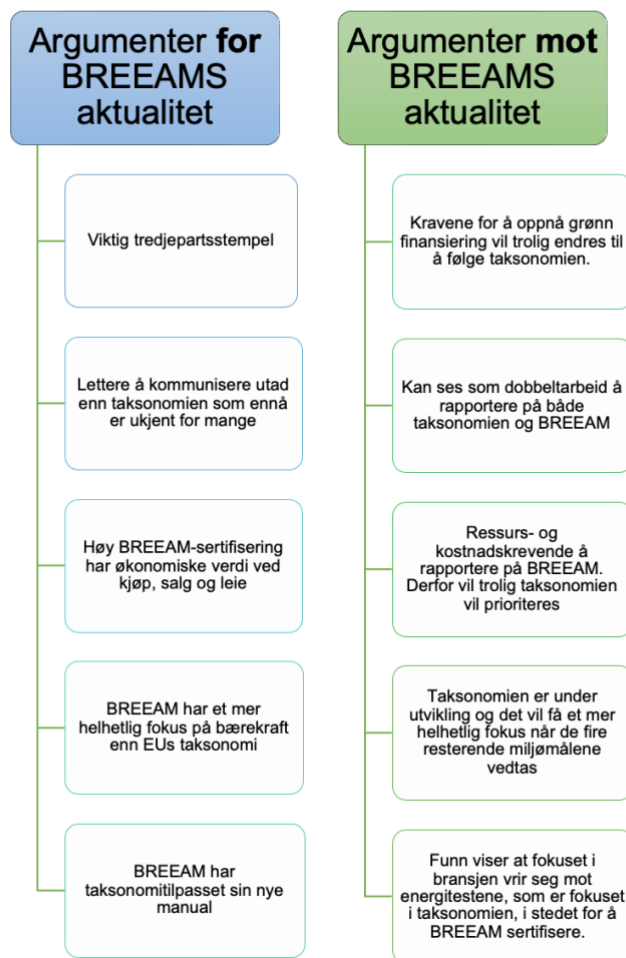 Argumenter for
BREEAMS
aktualitet
Viktig tredjepartsstempel
Lettere å kommunisere utad
enn taksonomien som ennå
er ukjent for mange
Høy BREEAM-sertifisering
har økonomiske verdi ved
kjøp, salg og leie
BREEAM har et mer
helhetlig fokus på bærekraft
enn EUs taksonomi
BREEAM har
taksonomitilpasset sin nye
manual
Argumenter mot
BREEAMS
aktualitet
Kravene for å oppnå grønn
finansiering vil trolig endres til
å følge taksonomien.
Kan ses som dobbeltarbeid å
rapportere på både
taksonomien og BREEAM
Ressurs- og
kostnadskrevende å
rapportere på BREEAM.
Derfor vil trolig taksonomien
vil prioriteres
Taksonomien er under
utvikling og det vil få et mer
helhetlig fokus når de fire
resterende miljømålene
vedtas
Funn viser at fokuset i
bransjen vrir seg mot
energitestene, som er fokuset
i taksonomien, i stedet for å
BREEAM sertifisere.